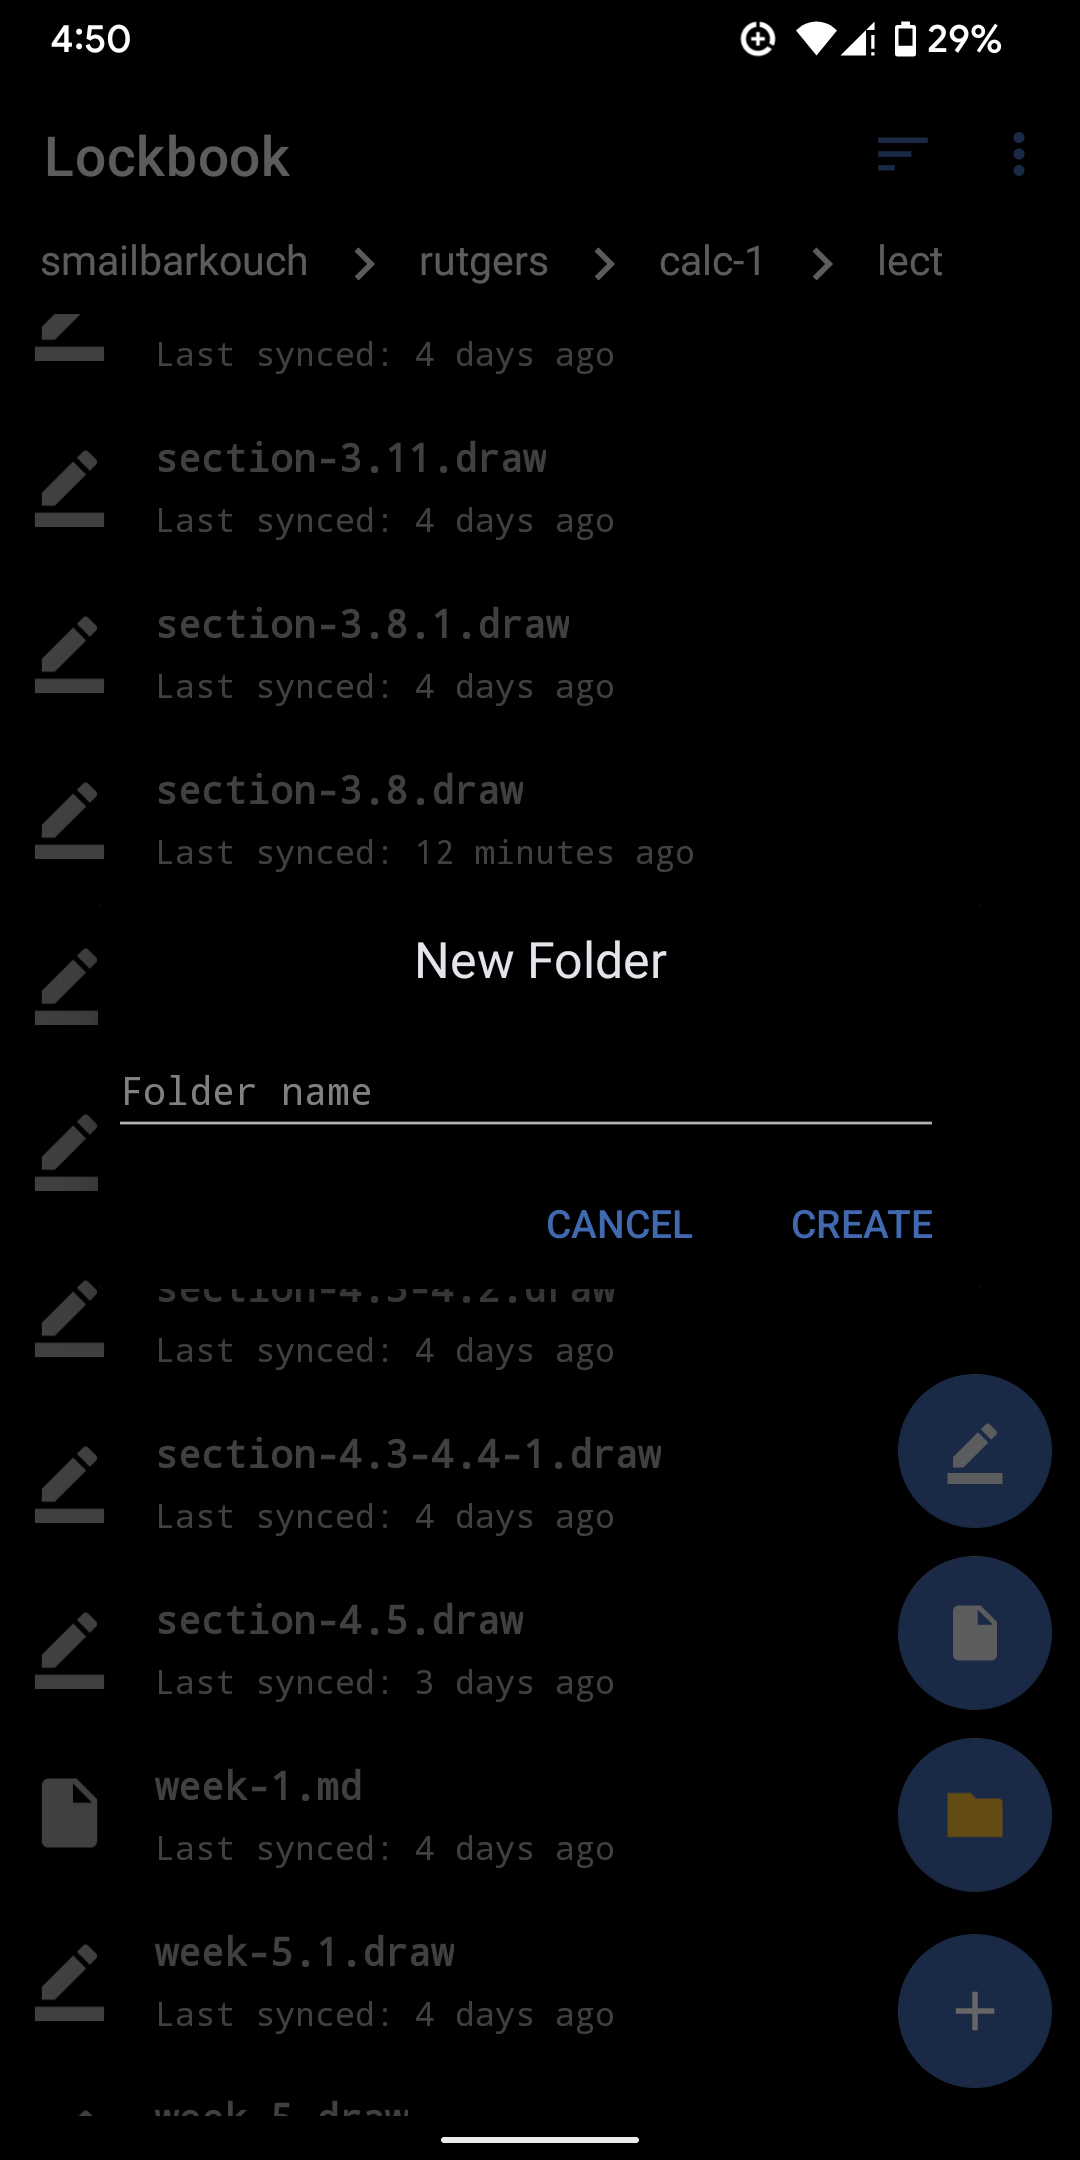 4:50 29%
Lockbook
smailbarkouch rutgers calc-1 lect
Last synced: 4 days ago
section-3.11.draw
Last synced: 4 days ago
section-3.8.1.draw
Last synced: 4 days ago
section-3.8.draw
Last synced: 12 minutes ago
New Folder
Folder name
CANCEL CREATE
Last synced: 4 days ago
section-4.3-4.4-1.draw
Last synced: 4 days ago
section-4.5.draw
Last synced: 3 days ago
week-1.md
Last synced: 4 days ago
week-5.1.draw
Last synced: 4 days ago
week-5.draw